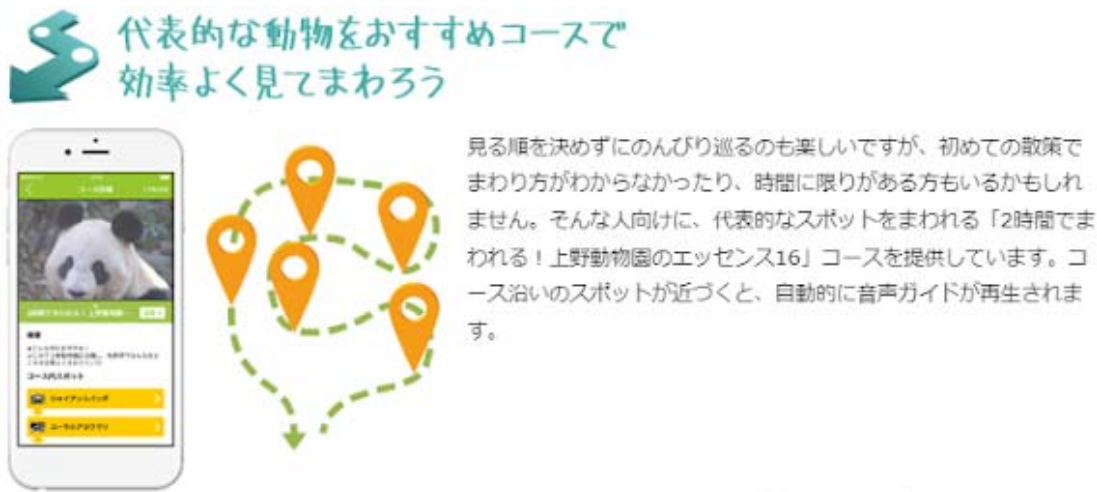 代表的な動物をおすすめコースで
効率よく見てまわろう
見る順を決めずにのんびり巡るのも楽しいですが、初めての散策で
まわり方がわからなかったり、時間に限りがある方もいるかもしれ
ません。そんな人向けに、代表的なスポットをまわれる「2時間でま
われる！上野動物園のエッセンス16」コースを提供しています。コ
ース沿いのスポットが近づくと、自動的に音声ガイドが再生されま
す。
コース詳細
概要
コース内スポット
ジャイアントパンダ